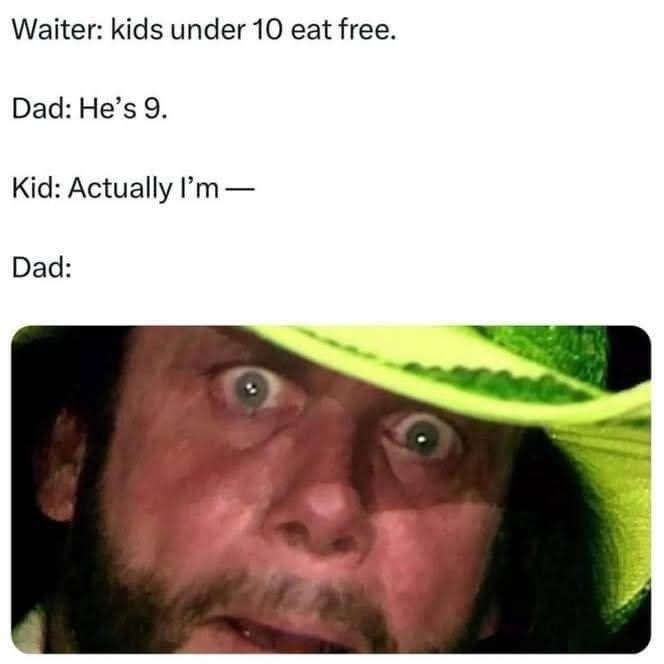 Waiter: kids under 10 eat free.
Dad: He’s 9.
Kid: Actually I’m —
Dad: